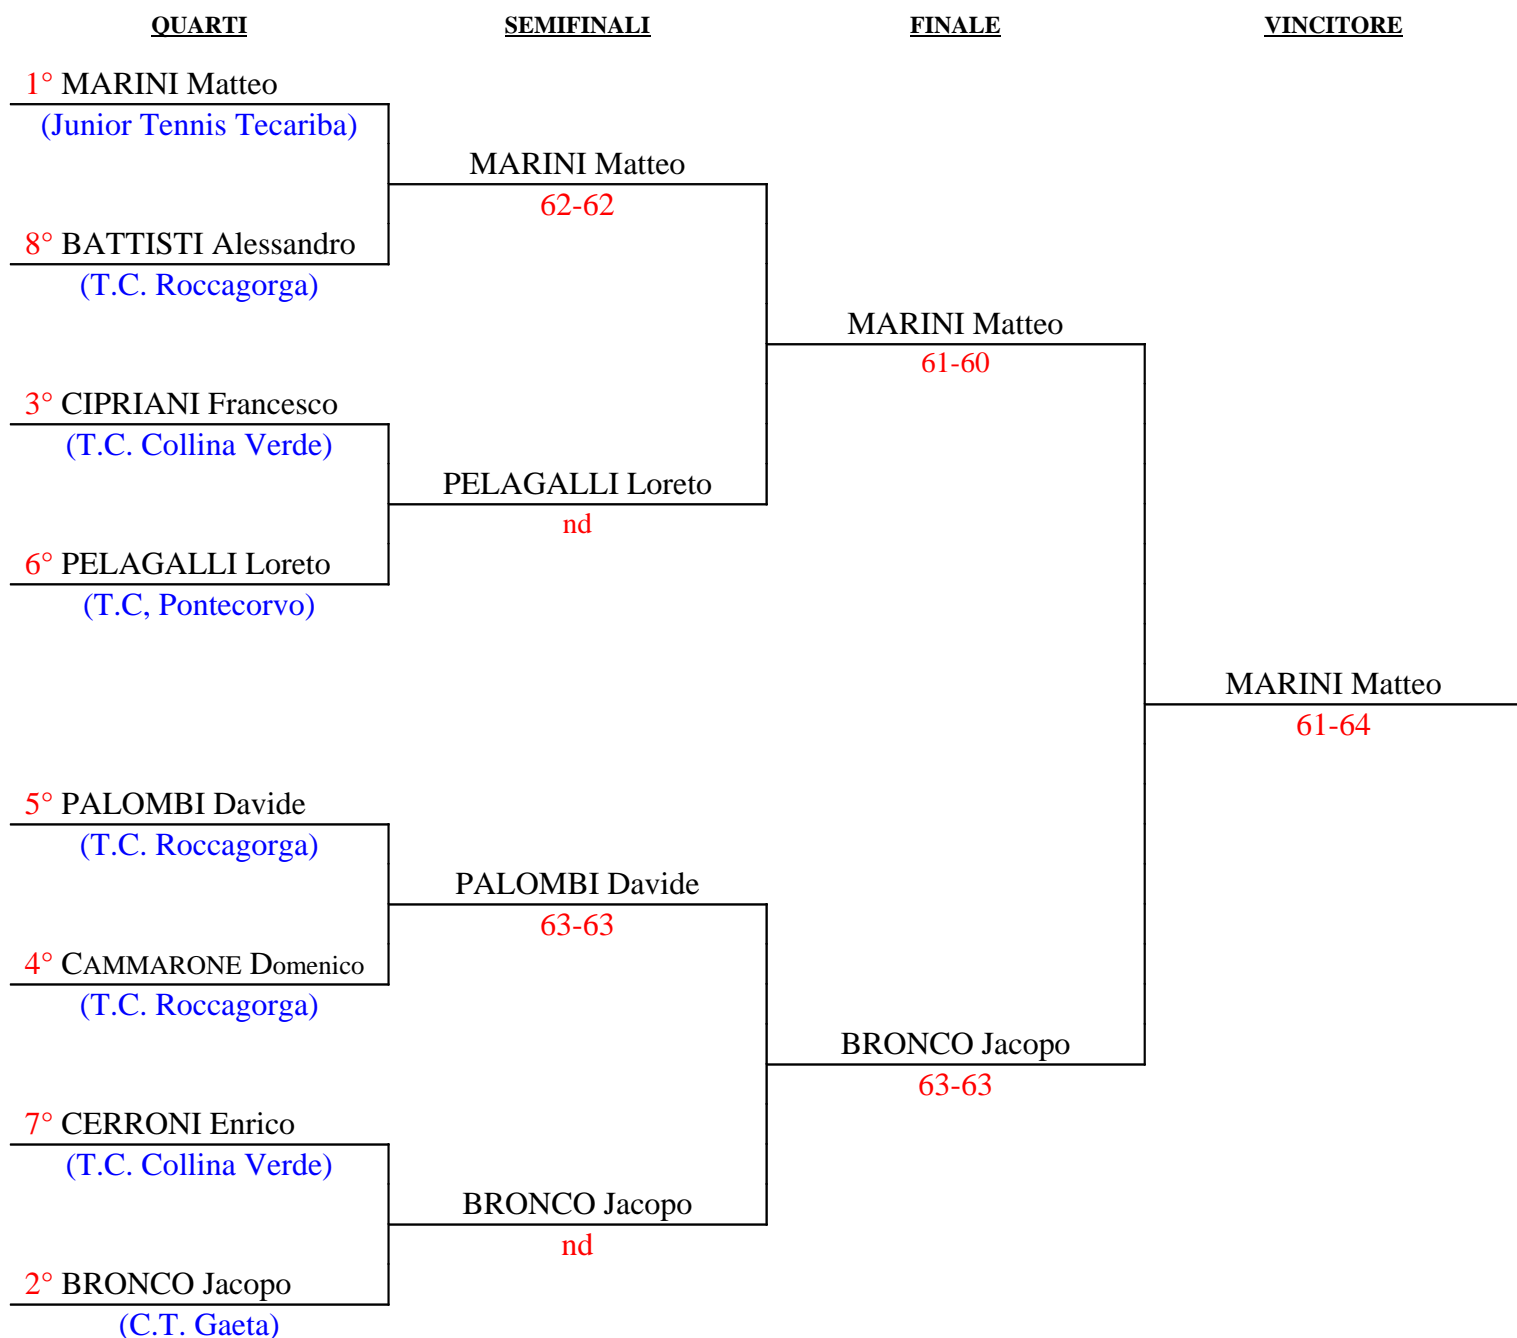 QUARTI SEMIFINALI FINALE VINCITORE
1° MARINI Matteo
(Junior Tennis Tecariba)
MARINI Matteo
62-62
8° BATTISTI Alessandro
(T.C. Roccagorga)
MARINI Matteo
61-60
3° CIPRIANI Francesco
(T.C. Collina Verde)
PELAGALLI Loreto
nd
6° PELAGALLI Loreto
(T.C, Pontecorvo)
MARINI Matteo
61-64
5° PALOMBI Davide
(T.C. Roccagorga)
PALOMBI Davide
63-63
4° CAMMARONE Domenico
(T.C. Roccagorga)
BRONCO Jacopo
63-63
7° CERRONI Enrico
(T.C. Collina Verde)
BRONCO Jacopo
nd
2° BRONCO Jacopo
(C.T. Gaeta)